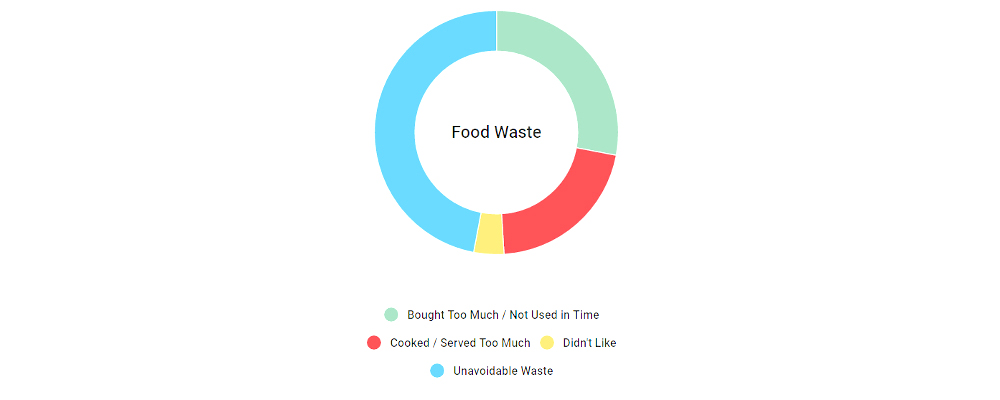 Food Waste
Bought Too Much / Not Used in Time
Cooked / Served Too Much
Didn't Like
Unavoidable Waste